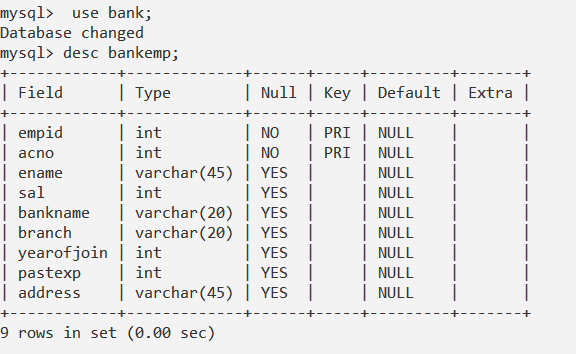 mysql>  use bank;
Database changed
mysql> desc bankemp;
+------------+-------------+------+-----+---------+-------+
| Field      | Type        | Null | Key | Default | Extra |
+------------+-------------+------+-----+---------+-------+
| empid      | int         | NO   | PRI | NULL    |       |
| acno       | int         | NO   | PRI | NULL    |       |
| ename      | varchar(45) | YES  |     | NULL    |       |
| sal        | int         | YES  |     | NULL    |       |
| bankname   | varchar(20) | YES  |     | NULL    |       |
| branch     | varchar(20) | YES  |     | NULL    |       |
| yearofjoin | int         | YES  |     | NULL    |       |
| pastexp    | int         | YES  |     | NULL    |       |
| address    | varchar(45) | YES  |     | NULL    |       |
+------------+-------------+------+-----+---------+-------+
9 rows in set (0.00 sec)